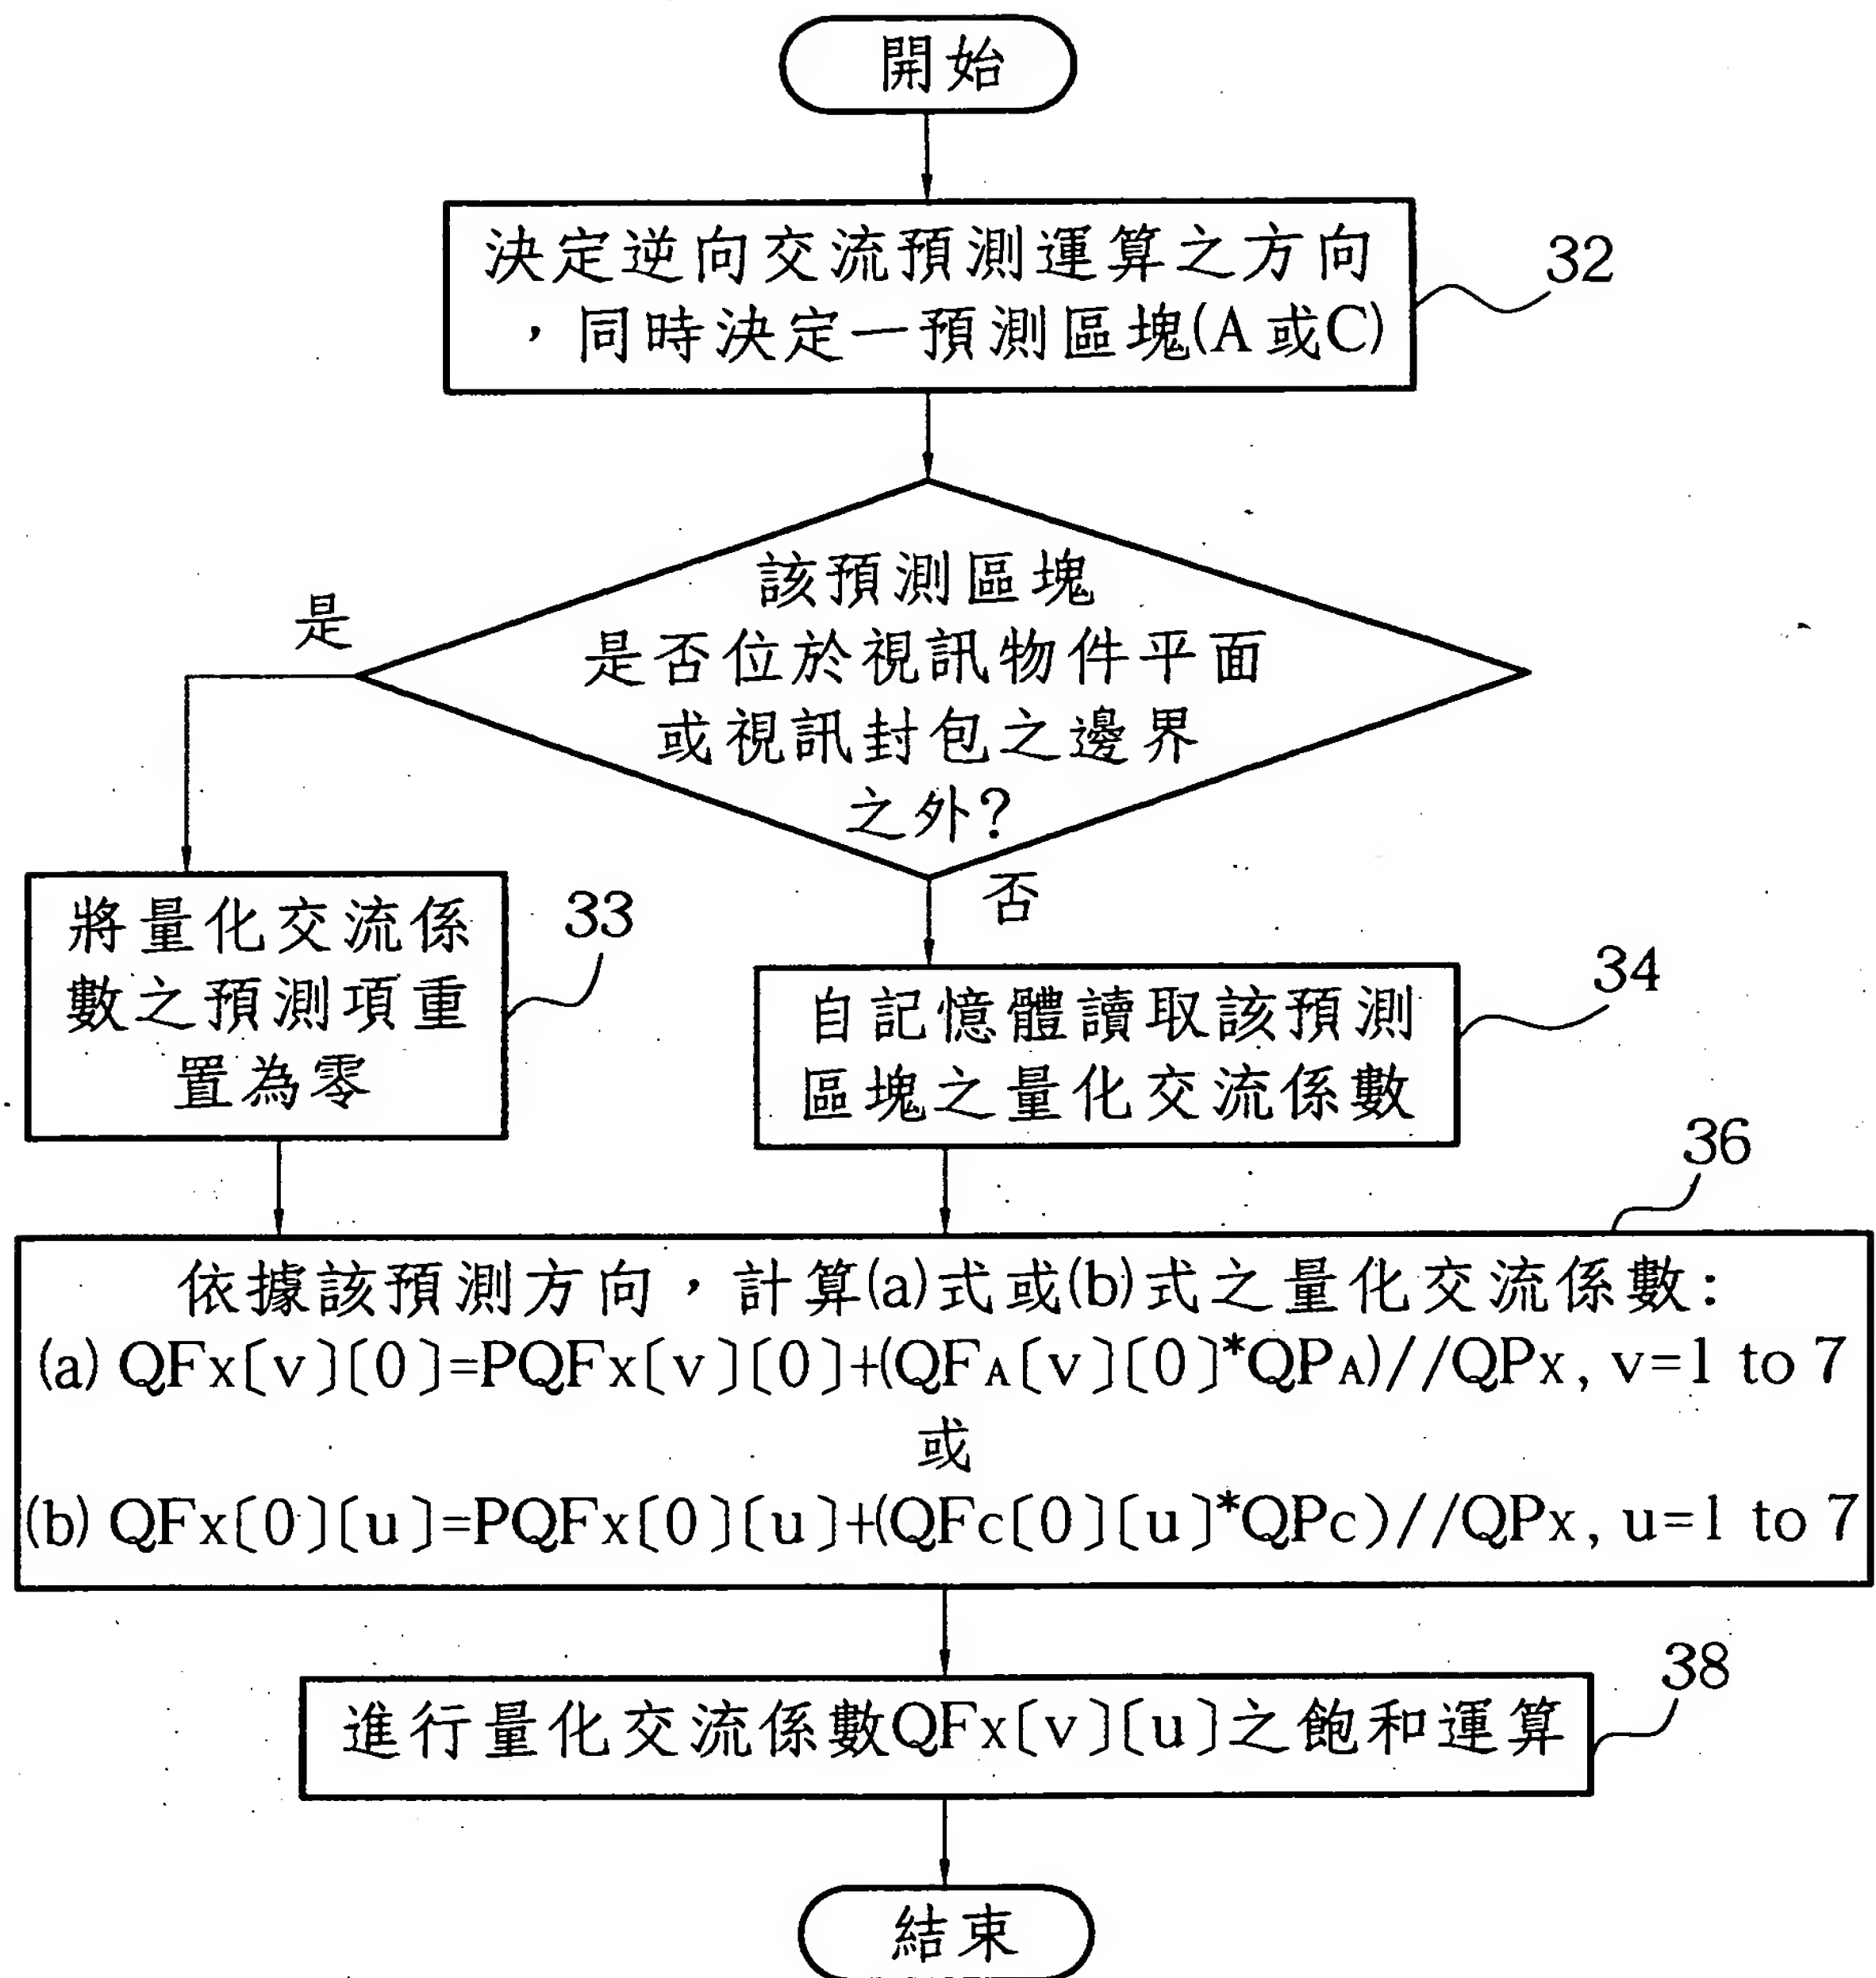 開始
決定逆向交流預測運算之方向
，同時決定一預測區塊(A或C)
32
該預測區塊
是否位於視訊物件平面
或視訊封包之邊界
之外?
是
否
將量化交流係
數之預測項重
置為零
33
自記憶體讀取該預測
區塊之量化交流係數
34
36
依據該預測方向，計算(a)式或(b)式之量化交流係數:
(a) QFx〔v〕〔0〕=PQFx〔v〕〔0〕+(QFA〔v〕〔0〕*QPA)//QPx, v=1 to 7
或
(b) QFx〔0〕〔u〕=PQFx〔0〕〔u〕+(QFc〔0〕〔u〕*QPc)//QPx, u=1 to 7
進行量化交流係數QFx〔v〕〔u〕之飽和運算
38
結束